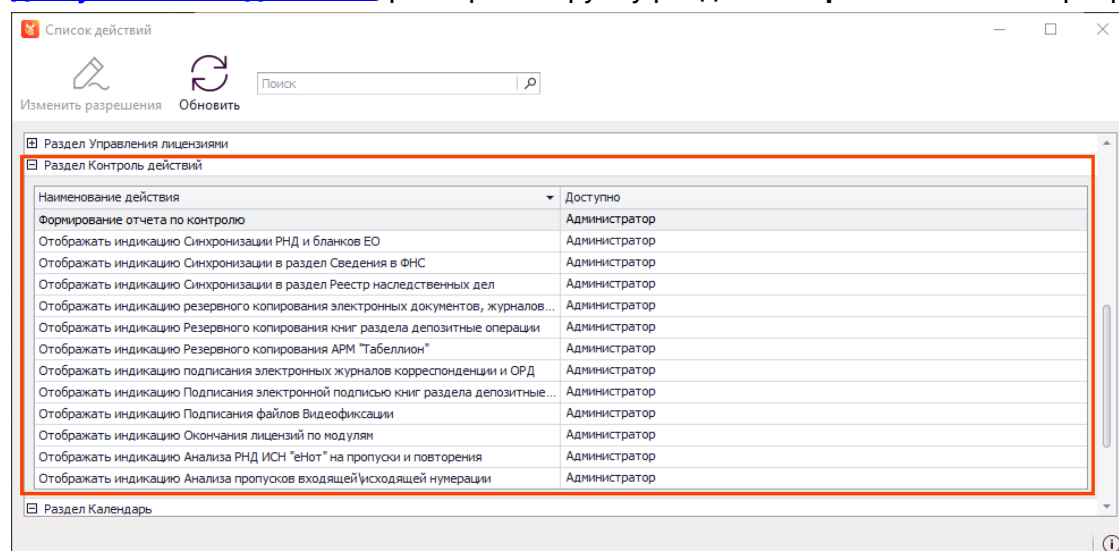 Список действий
Изменить разрешения
Обновить
Поиск
Раздел Управления лицензиями
Раздел Контроль действий
Наименование действия Доступно
Формирование отчета по контролю Администратор
Отображать индикацию Синхронизации РНД и бланков ЕО Администратор
Отображать индикацию Синхронизации в раздел Сведения в ФНС Администратор
Отображать индикацию Синхронизации в раздел Реестр наследственных дел Администратор
Отображать индикацию резервного копирования электронных документов, журналов... Администратор
Отображать индикацию Резервного копирования книг раздела депозитные операции Администратор
Отображать индикацию Резервного копирования АРМ "Табеллион" Администратор
Отображать индикацию подписания электронных журналов корреспонденции и ОРД Администратор
Отображать индикацию Подписания электронной подписью книг раздела депозитные... Администратор
Отображать индикацию Подписания файлов Видеофиксации Администратор
Отображать индикацию Окончания лицензий по модулям Администратор
Отображать индикацию Анализа РНД ИСН "еНот" на пропуски и повторения Администратор
Отображать индикацию Анализа пропусков входящей\исходящей нумерации Администратор
Раздел Календарь